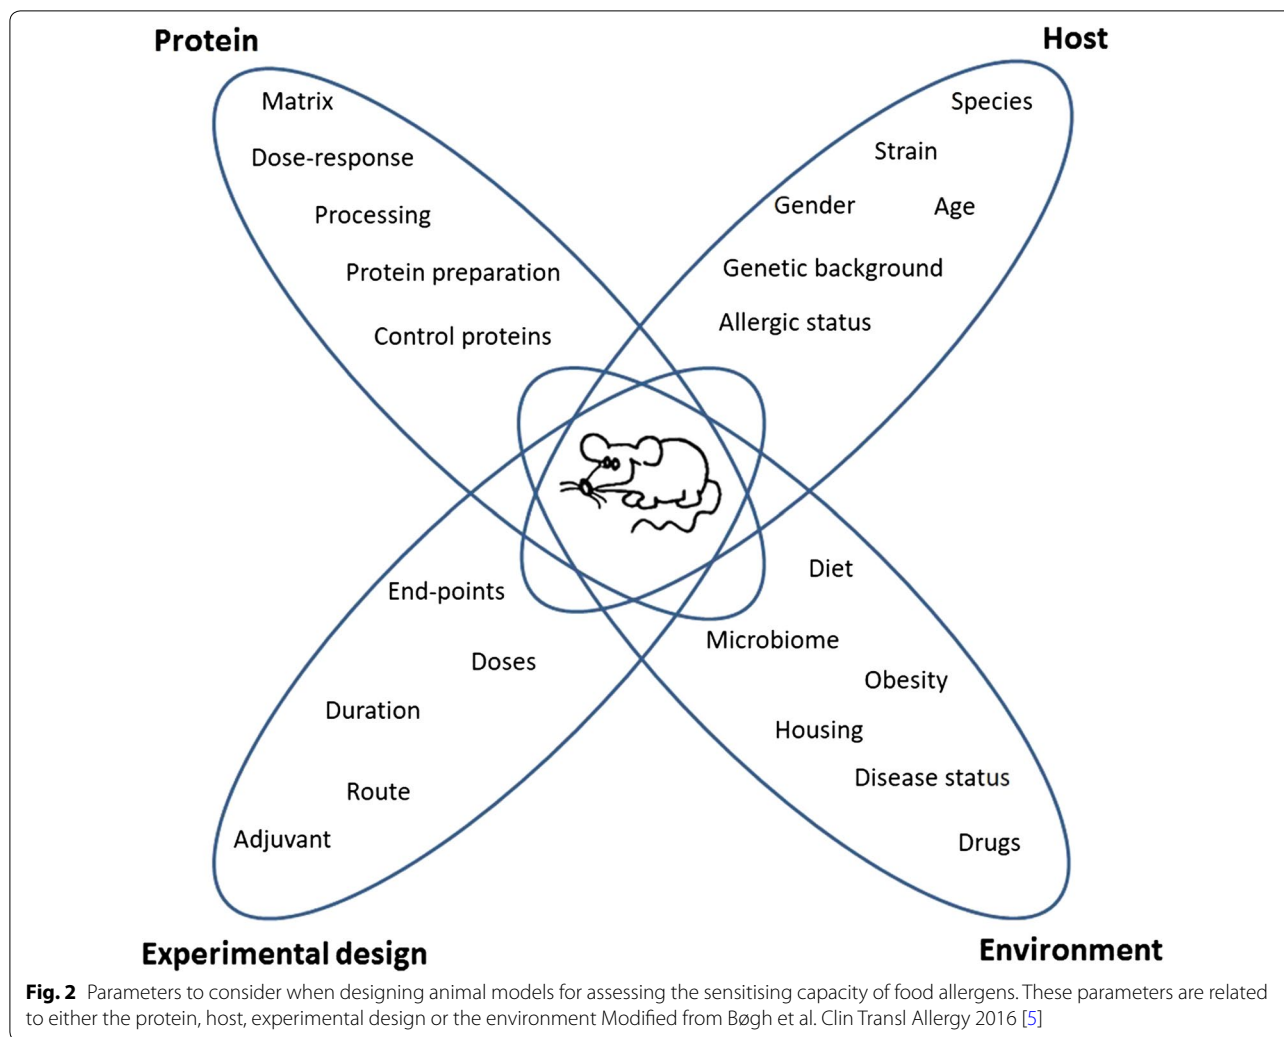 Protein
Host
Matrix
Dose-response
Processing
Protein preparation
Control proteins
Species
Strain
Gender
Age
Genetic background
Allergic status
End-points
Doses
Duration
Route
Adjuvant
Diet
Microbiome
Obesity
Housing
Disease status
Drugs
Experimental design
Environment
Fig. 2 Parameters to consider when designing animal models for assessing the sensitising capacity of food allergens. These parameters are related
to either the protein, host, experimental design or the environment Modified from Bøgh et al. Clin Transl Allergy 2016 [5]